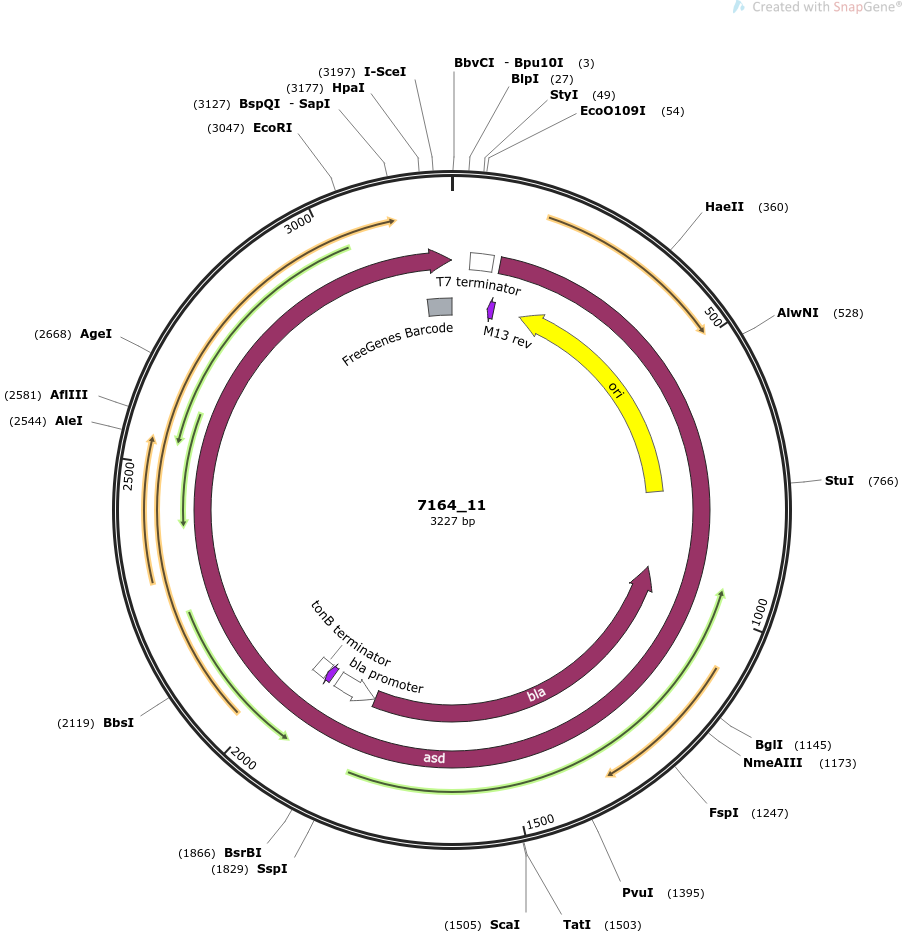 Created with SnapGene®
(3197) I-SceI
(3177) HpaI
(3127) BspQI - SapI
(3047) EcoRI
BbvCI - Bpu10I (3)
BlpI (27)
StyI (49)
EcoO109I (54)
HaeII (360)
AlwNI (528)
StuI (766)
BglI (1145)
NmeAIII (1173)
FspI (1247)
PvuI (1395)
TatI (1503)
(1505) ScaI
(1829) SspI
(1866) BsrBI
(2119) BbsI
(2544) AleI
(2581) AflIII
(2668) AgeI
500
1000
1500
2000
2500
3000
T7 terminator
M13 rev
FreeGenes Barcode
ori
7164_11
3227 bp
tonB terminator
bla promoter
bla
asd